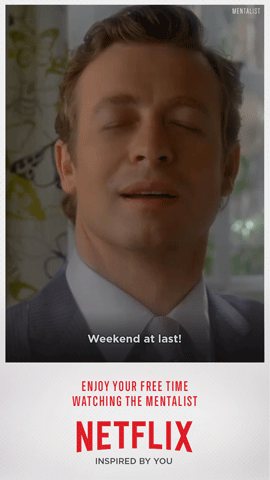 MENTALIST
Weekend at last!
ENJOY YOUR FREE TIME
WATCHING THE MENTALIST
NETFLIX
INSPIRED BY YOU